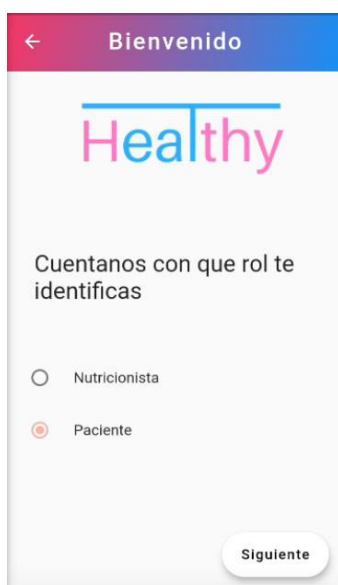 Bienvenido
Healthy
Cuentanos con que rol te
identificas
Nutricionista
Paciente
Siguiente